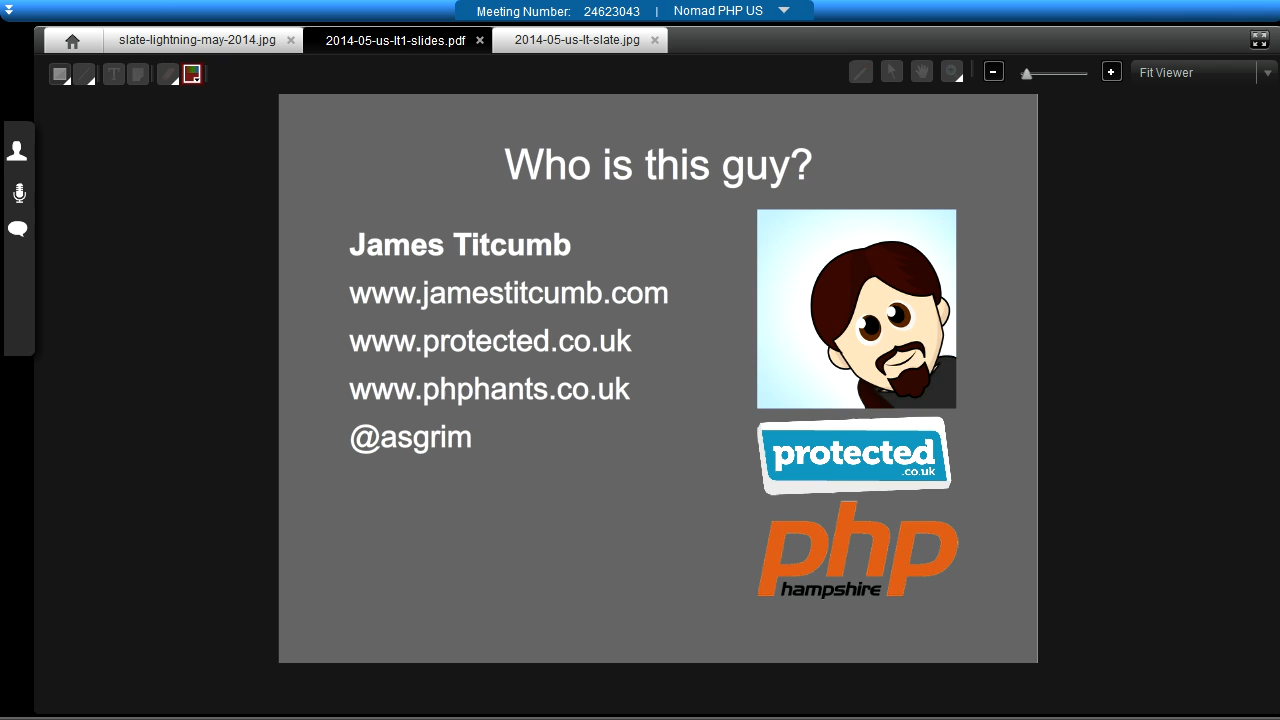 Meeting Number: 24623043 | Nomad PHP US
slate-lightning-may-2014.jpg
2014-05-us-lt1-slides.pdf
2014-05-us-lt-slate.jpg
Fit Viewer
Who is this guy?
James Titcumb
www.jamestitcumb.com
www.protected.co.uk
www.phphants.co.uk
@asgrim
protected
.co.uk
php
hampshire